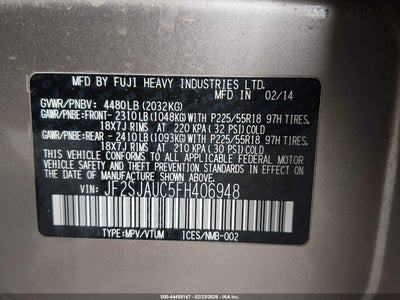 MFG BY FUJI HEAVY INDUSTRIES LTD.
IN 02/14
GVWR/PNBV: 4480LB(2032KG)
GAWR/PNBE:FRONT- 2310LB(1048KG) WITH P225/55R18 97H TIRES,
18X7J RIMS AT 220 KPA (32 PSI) COLD
GAWR/PNBE:REAR - 2410LB(1093KG) WITH P225/55R18 97H TIRES,
18X7J RIMS AT 210 KPA (30 PSI) COLD
THIS VEHICLE CONFORMS TO ALL APPLICABLE FEDERAL
MOTOR VEHICLE SAFETY, BUMPER AND THEFT
PREVENTION STANDARDS IN EFFECT ON THE DATE OF
MANUFACTURE SHOWN ABOVE.
VIN:
JF2SJAUC5FH406948
TYPE:MPV/VTUM ICES/NMB-002
000-44458147 - 02/23/2026 -